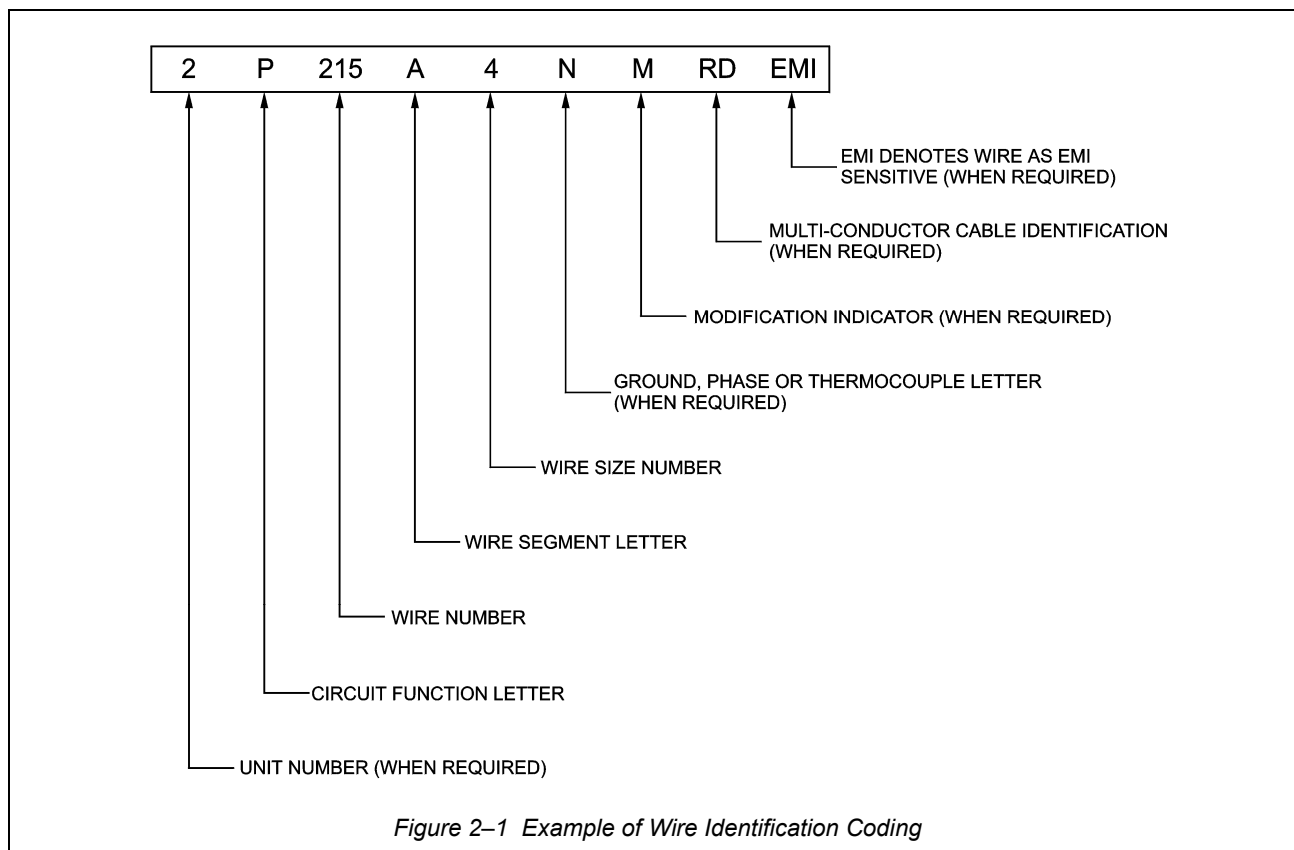 2 P 215 A 4 N M RD EMI
EMI DENOTES WIRE AS EMI
SENSITIVE (WHEN REQUIRED)
MULTI-CONDUCTOR CABLE IDENTIFICATION
(WHEN REQUIRED)
MODIFICATION INDICATOR (WHEN REQUIRED)
GROUND, PHASE OR THERMOCOUPLE LETTER
(WHEN REQUIRED)
WIRE SIZE NUMBER
WIRE SEGMENT LETTER
WIRE NUMBER
CIRCUIT FUNCTION LETTER
UNIT NUMBER (WHEN REQUIRED)
Figure 2–1 Example of Wire Identification Coding